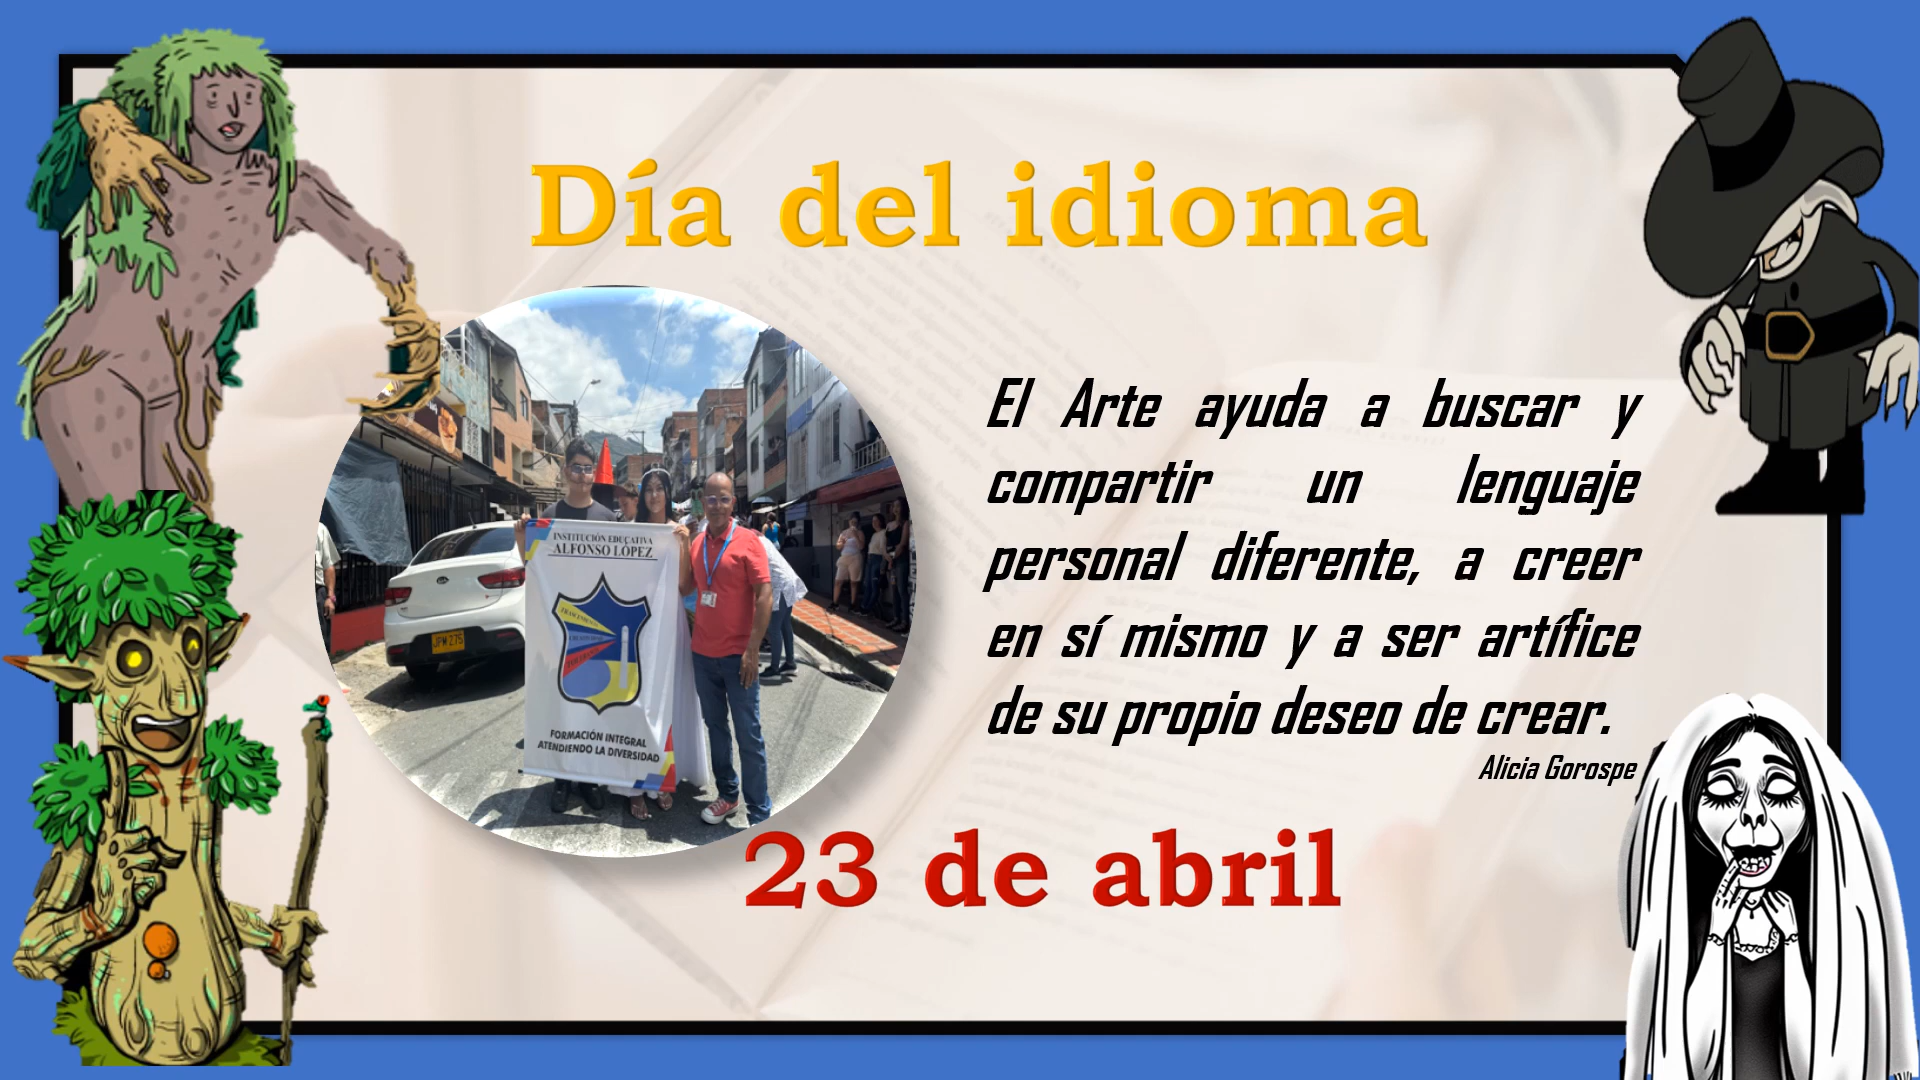 Día del idioma
El Arte ayuda a buscar y
compartir un lenguaje
personal diferente, a creer
en sí mismo y a ser artífice
de su propio deseo de crear.
Alicia Gorospe
INSTITUCIÓN EDUCATIVA
ALFONSO LÓPEZ
FORMACIÓN INTEGRAL
ATENDIENDO LA DIVERSIDAD
JPM 275
23 de abril